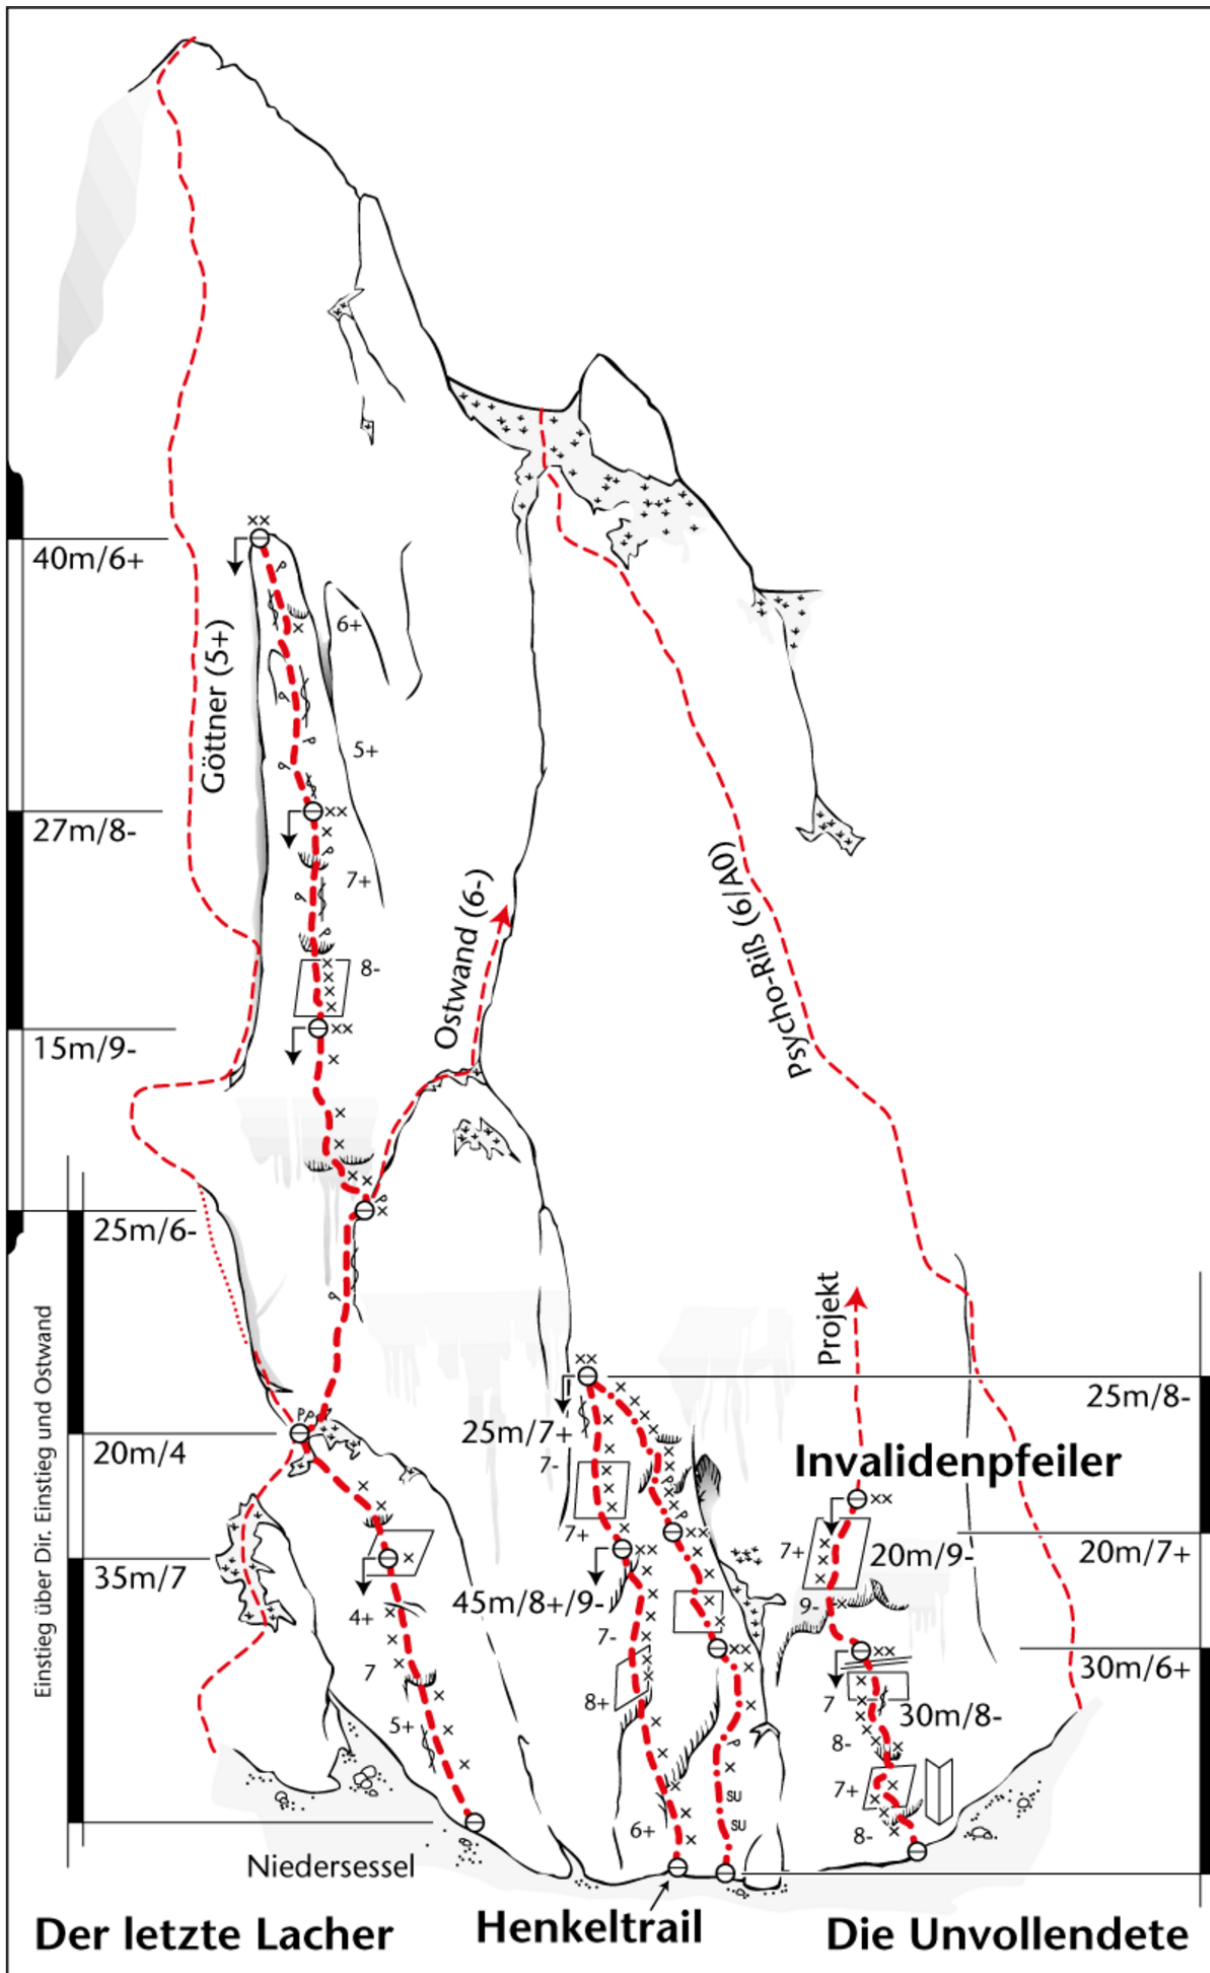 40m/6+
6+
Göttner (5+)
5+
27m/8-
7+
Ostwand (6-)
Psycho-Riß (6/A0)
8-
15m/9-
25m/6-
Projekt
Einstieg über Dir. Einstieg und Ostwand
25m/8-
25m/7+
20m/4
7-
Invalidenpfeiler
7+
7+
20m/9-
20m/7+
35m/7
45m/8+/9-
9-
4+
7-
30m/6+
7
8+
7
30m/8-
5+
8-
7+
SU
SU
6+
8-
Niedersessel
Der letzte Lacher
Henkeltrail
Die Unvollendete